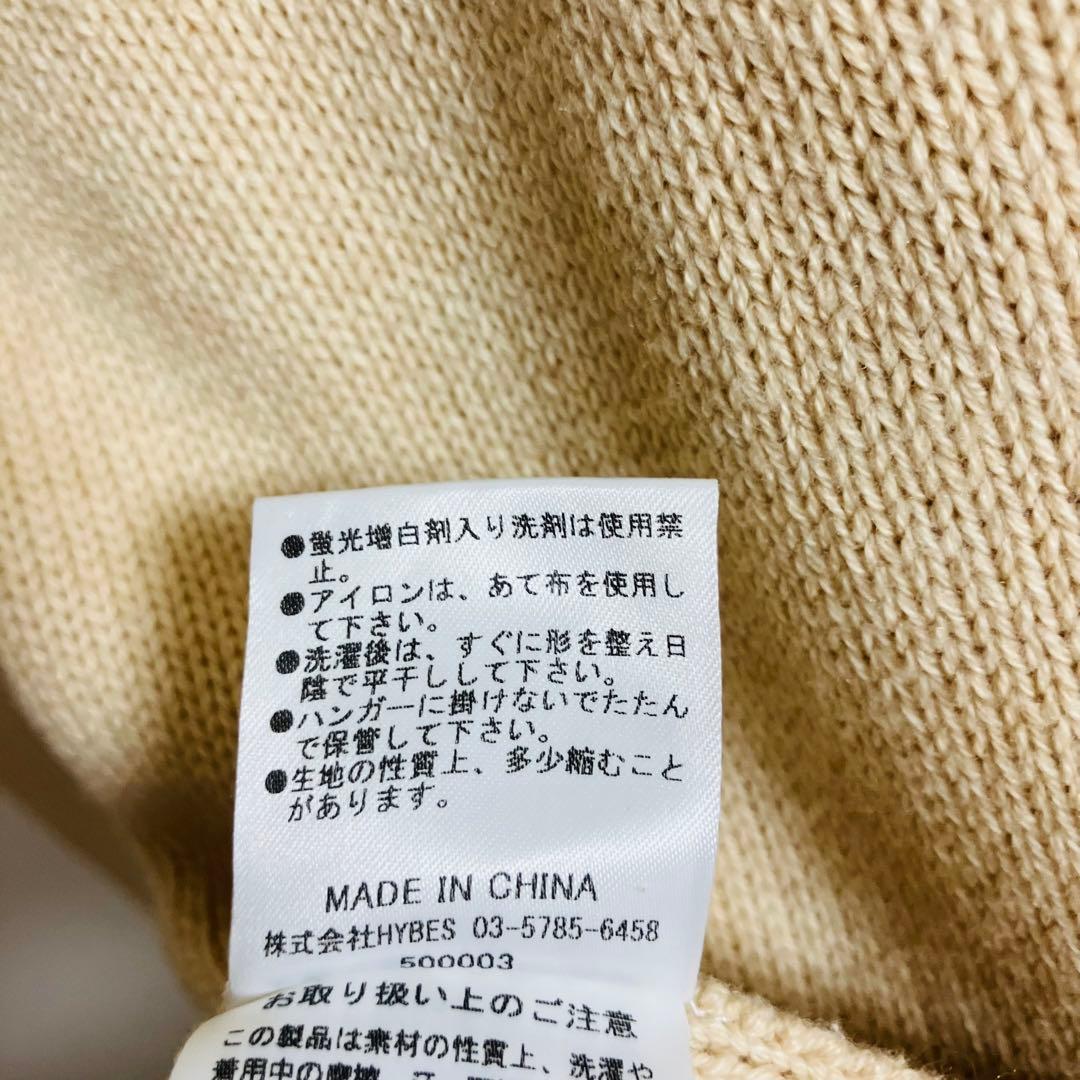 ●蛍光増白剤入り洗剤は使用禁
止。
●アイロンは、あて布を使用し
て下さい。
●洗濯後は、すぐに形を整え日
陰で平干しして下さい。
●ハンガーに掛けないでたたん
で保管して下さい。
●生地の性質上、多少縮むこと
があります。
MADE IN CHINA
株式会社HYBES 03-5785-6458
500003
お取り扱い上のご注意
この製品は素材の性質上、洗濯や
着用中の摩擦